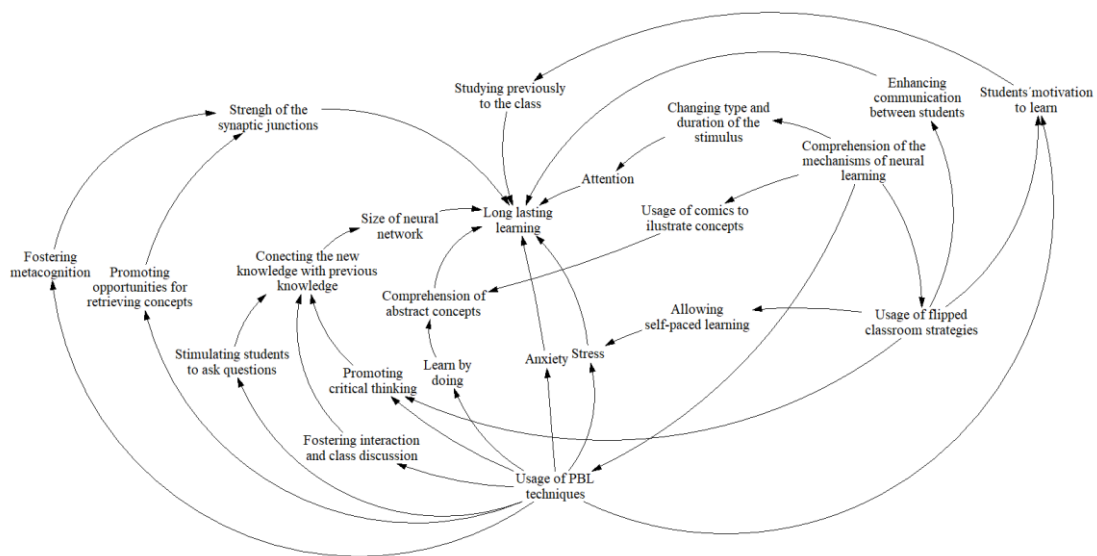 Studying previously
to the class
Enhancing
communication
between students
Students´motivation
to learn
Strengh of the
synaptic junctions
Changing type and
duration of the
stimulus
Comprehension of the
mechanisms of neural
learning
Attention
Long lasting
learning
Usage of comics to
ilustrate concepts
Size of neural
network
Fostering
metacognition
Promoting
opportunities for
retrieving concepts
Conecting the new
knowledge with previous
knowledge
Comprehension of
abstract concepts
Allowing
self-paced learning
Usage of flipped
classroom strategies
Stimulating students
to ask questions
Promoting
critical thinking
Learn by
doing
Anxiety
Stress
Fostering interaction
and class discussion
Usage of PBL
techniques